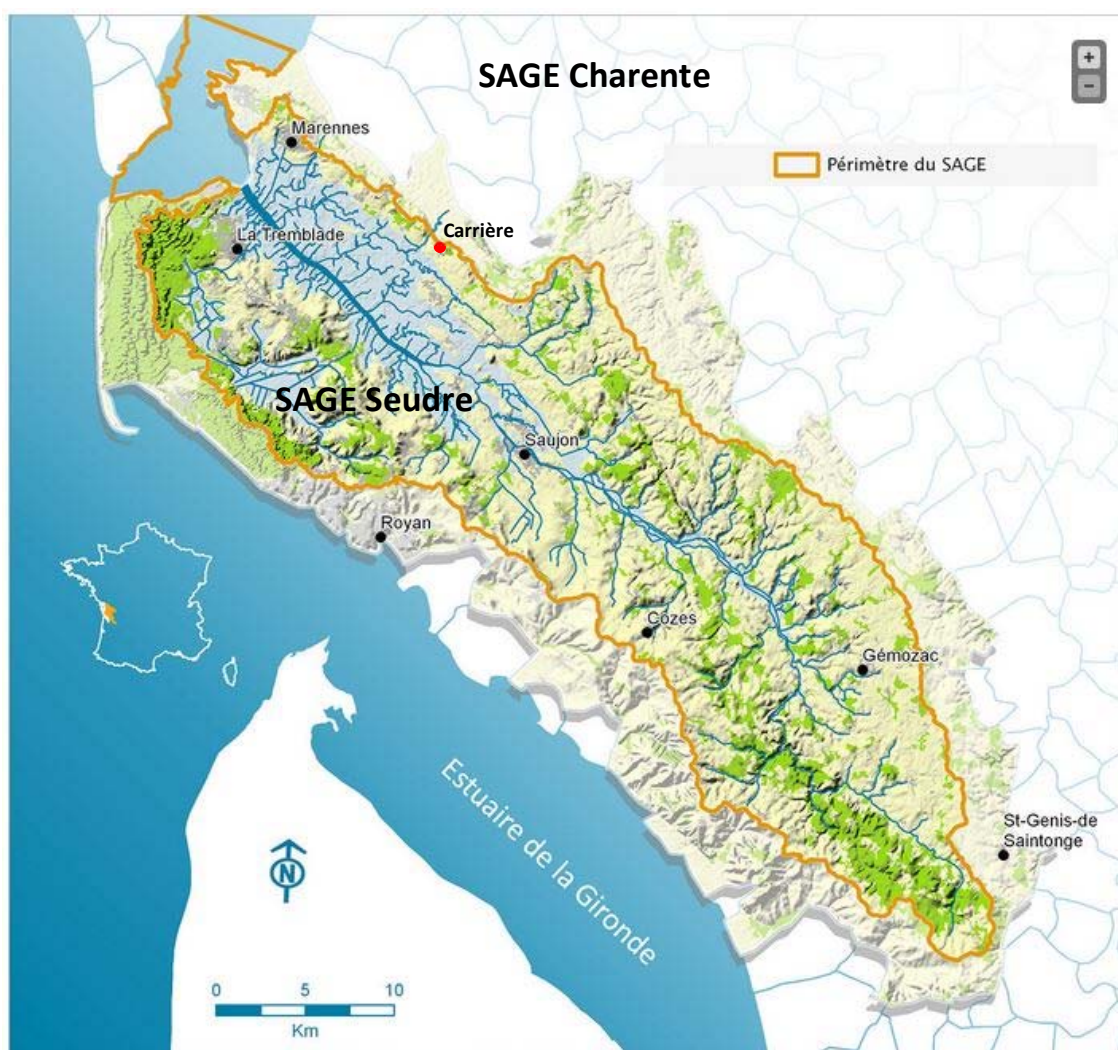 SAGE Charente
+
−
Marennes
Périmètre du SAGE
Carrière
La Tremblade
SAGE Seudre
Saujon
Royan
Cozes
Gémozac
Estuaire de la Gironde
St-Genis-de
Saintonge
N
0 5 10
Km